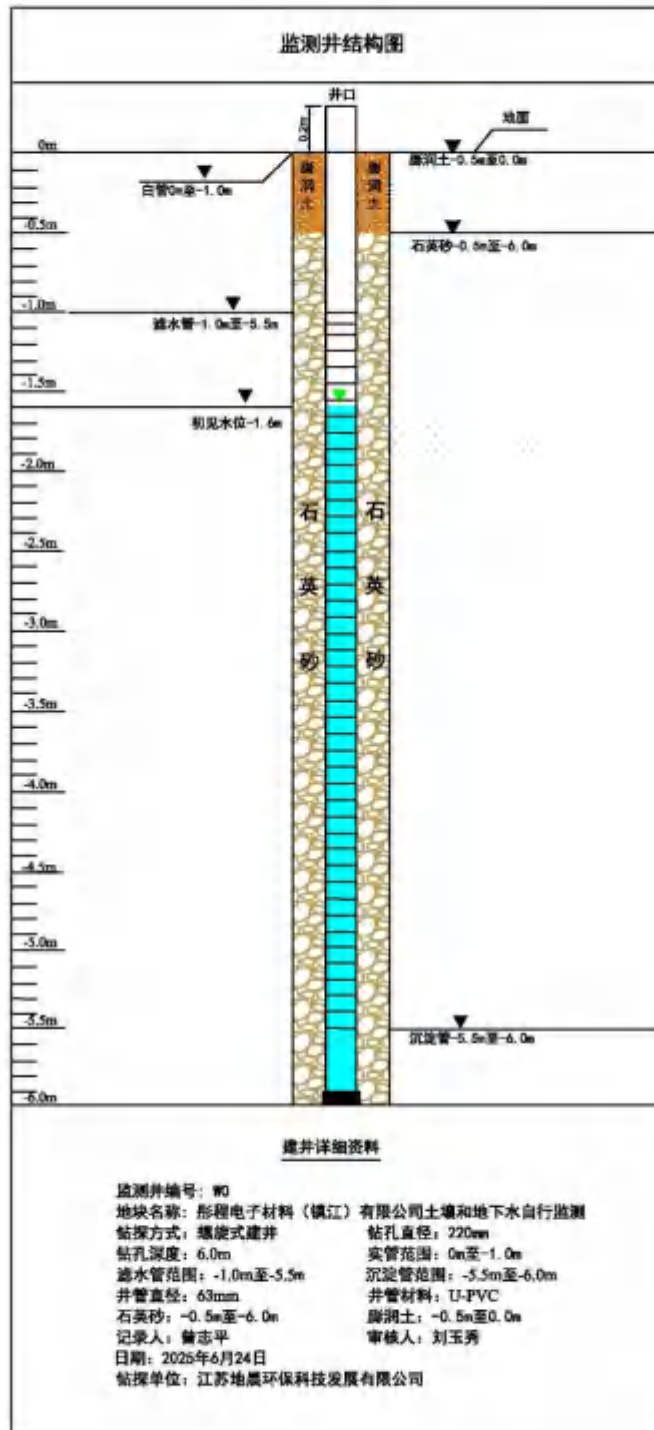 监测井结构图
井口
0.2m
地面
0m
膨润土-0.5m至0.0m
白管0m至-1.0m
膨润土
膨润土
-0.5m
石英砂-0.5m至-6.0m
-1.0m
滤水管-1.0m至-5.5m
-1.5m
初见水位-1.6m
-2.0m
石英砂
石英砂
-2.5m
-3.0m
-3.5m
-4.0m
-4.5m
-5.0m
-5.5m
沉淀管-5.5m至-6.0m
-6.0m
建井详细资料
监测井编号: W0
地块名称: 彤程电子材料（镇江）有限公司土壤和地下水自行监测
钻探方式: 螺旋式建井 钻孔直径: 220mm
钻孔深度: 6.0m 实管范围: 0m至-1.0m
滤水管范围: -1.0m至-5.5m 沉淀管范围: -5.5m至-6.0m
井管直径: 63mm 井管材料: U-PVC
石英砂: -0.5m至-6.0m 膨润土: -0.5m至0.0m
记录人: 曾志平 审核人: 刘玉秀
日期: 2025年6月24日
钻探单位: 江苏地晨环保科技发展有限公司